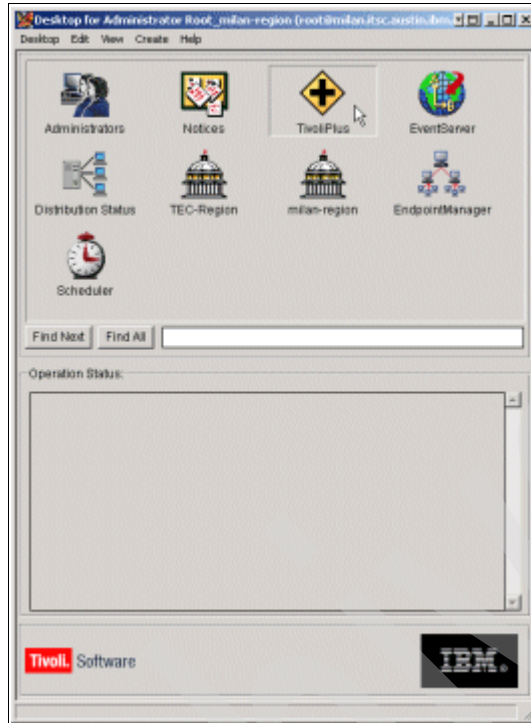 Desktop for Administrator Root_milan-region (root@milan.itsc.austin.ibm.
Desktop Edit View Create Help
Administrators Notices TivoliPlus EventServer
Distribution Status TEC-Region milan-region EndpointManager
Scheduler
Find Next Find All
Operation Status:
Tivoli. Software IBM